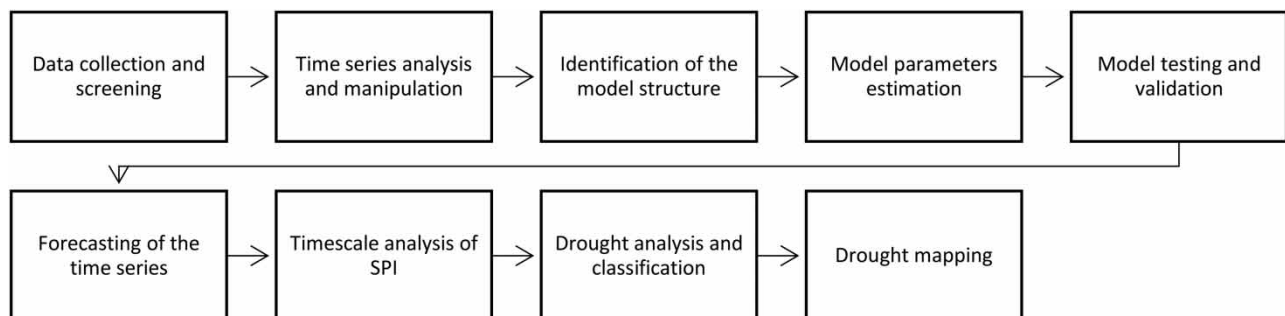 Data collection and
screening
Time series analysis
and manipulation
Identification of the
model structure
Model parameters
estimation
Model testing and
validation
Forecasting of the
time series
Timescale analysis of
SPI
Drought analysis and
classification
Drought mapping